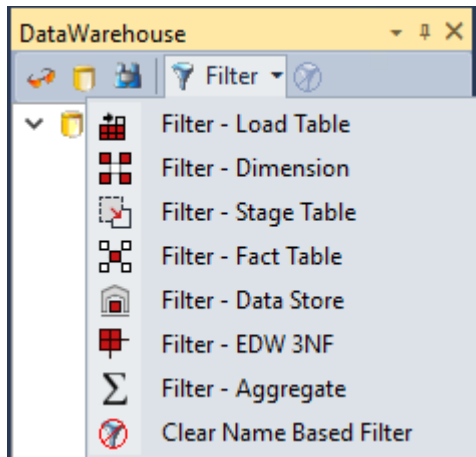 DataWarehouse
Filter
Filter - Load Table
Filter - Dimension
Filter - Stage Table
Filter - Fact Table
Filter - Data Store
Filter - EDW 3NF
Filter - Aggregate
Clear Name Based Filter